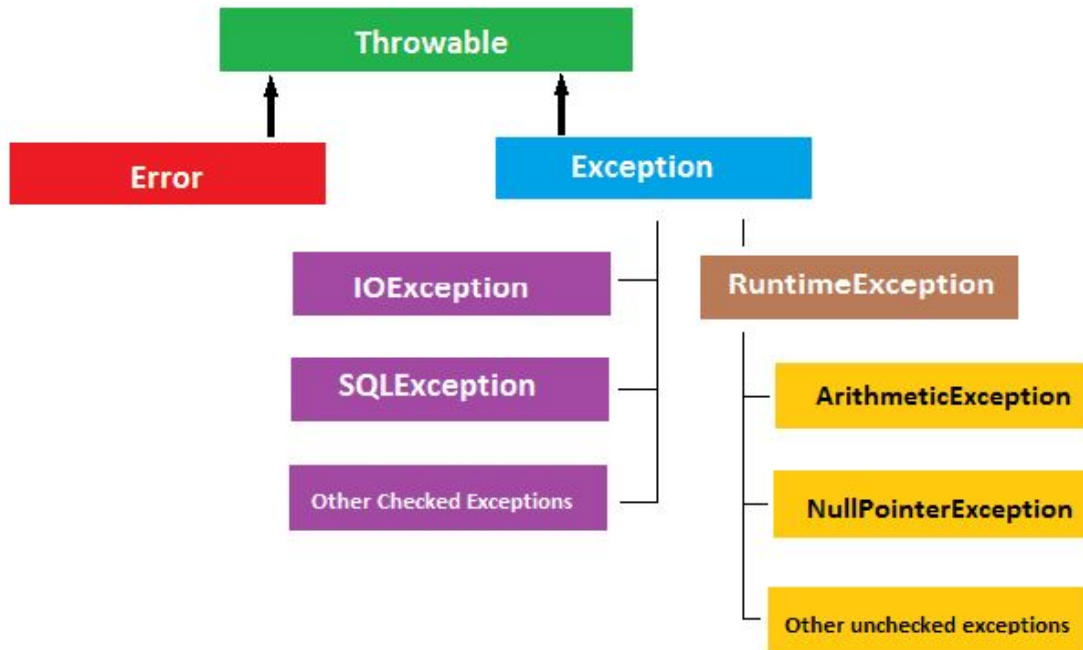 Throwable
Error
Exception
IOException
RuntimeException
SQLException
ArithmeticException
Other Checked Exceptions
NullPointerException
Other unchecked exceptions